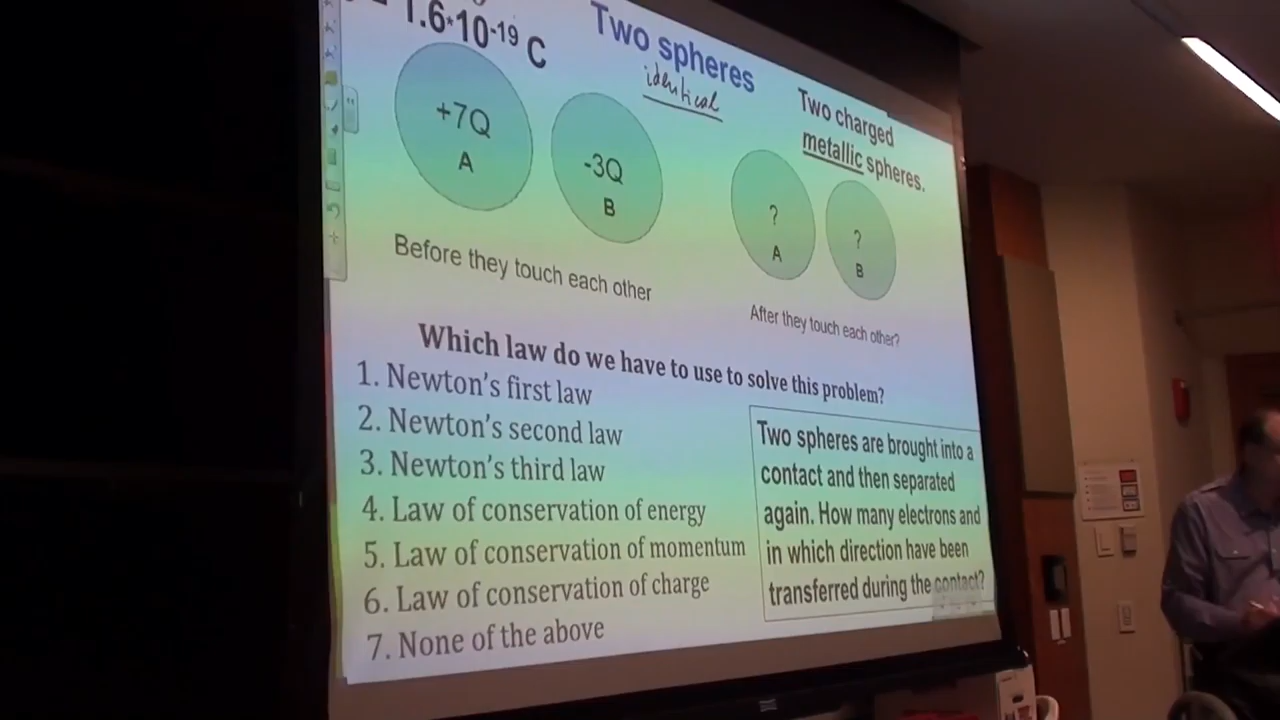 1.6*10-19 C
Two spheres
identical
Two charged
metallic spheres.
+7Q
A
-3Q
B
?
A
?
B
Before they touch each other
After they touch each other?
Which law do we have to use to solve this problem?
1. Newton's first law
2. Newton's second law
3. Newton's third law
4. Law of conservation of energy
5. Law of conservation of momentum
6. Law of conservation of charge
7. None of the above
Two spheres are brought into a
contact and then separated
again. How many electrons and
in which direction have been
transferred during the contact?